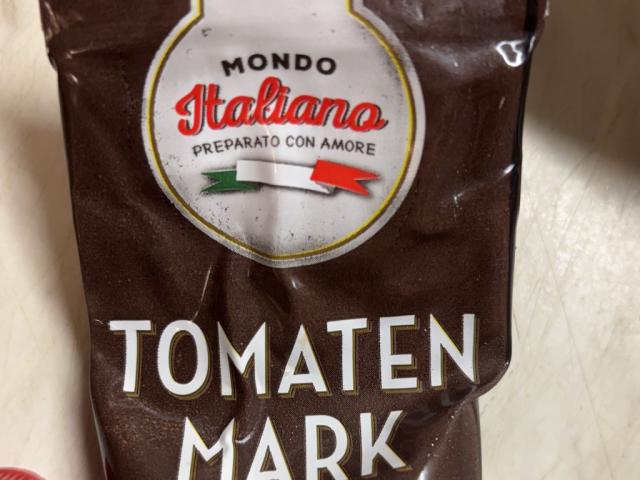 MONDO
Italiano
PREPARATO CON AMORE
TOMATEN
MARK